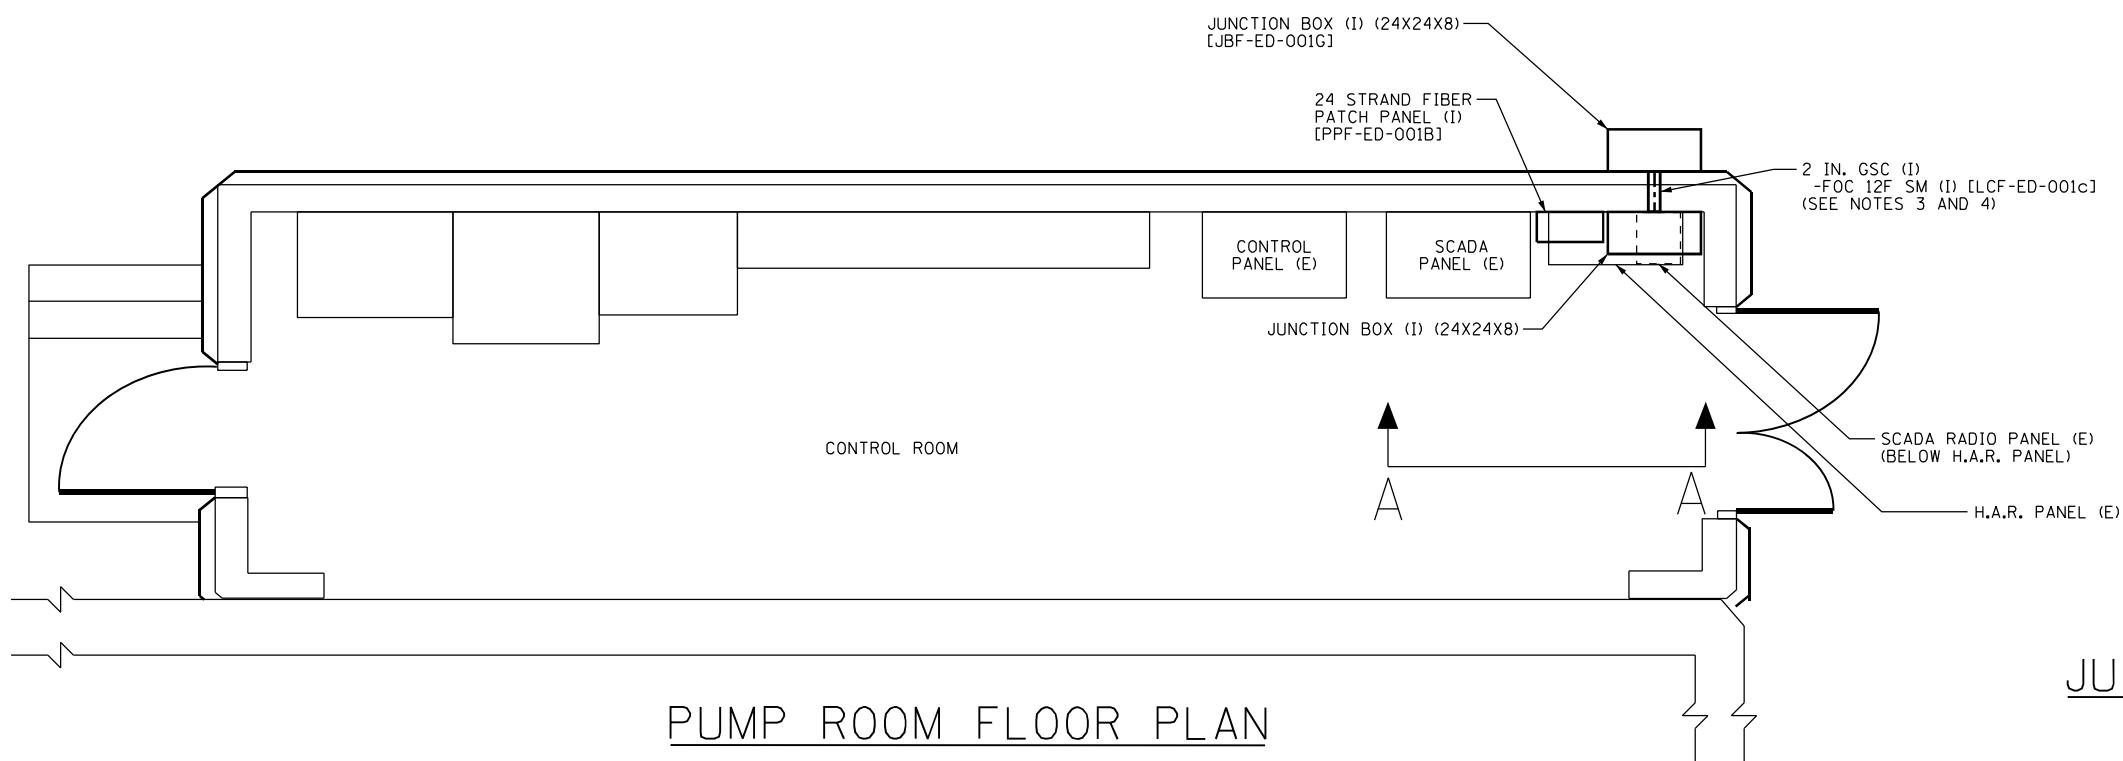 JUNCTION BOX (I) (24X24X8)
[JBF-ED-001G]
24 STRAND FIBER
PATCH PANEL (I)
[PPF-ED-001B]
2 IN. GSC (I)
-FOC 12F SM (I) [LCF-ED-001c]
(SEE NOTES 3 AND 4)
CONTROL
PANEL (E)
SCADA
PANEL (E)
JUNCTION BOX (I) (24X24X8)
CONTROL ROOM
SCADA RADIO PANEL (E)
(BELOW H.A.R. PANEL)
A A
H.A.R. PANEL (E)
PUMP ROOM FLOOR PLAN
JU